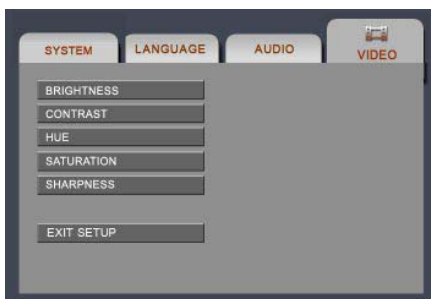 SYSTEM LANGUAGE AUDIO VIDEO
BRIGHTNESS
CONTRAST
HUE
SATURATION
SHARPNESS
EXIT SETUP